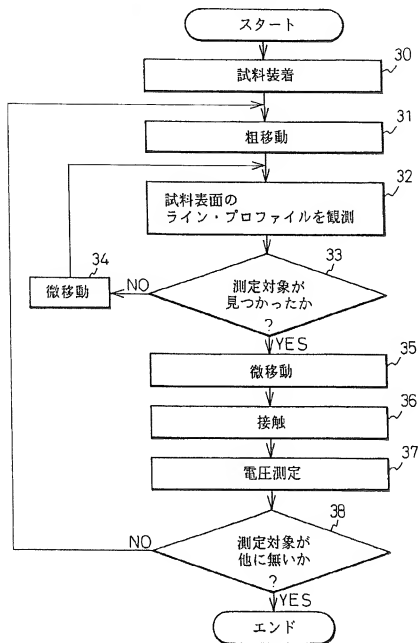 スタート
30
試料装着
31
粗移動
32
試料表面の
ライン・プロファイルを観測
33
測定対象が
見つかったか
?
34
NO
微移動
YES
35
微移動
36
接触
37
電圧測定
38
NO
測定対象が
他に無いか
?
YES
エンド